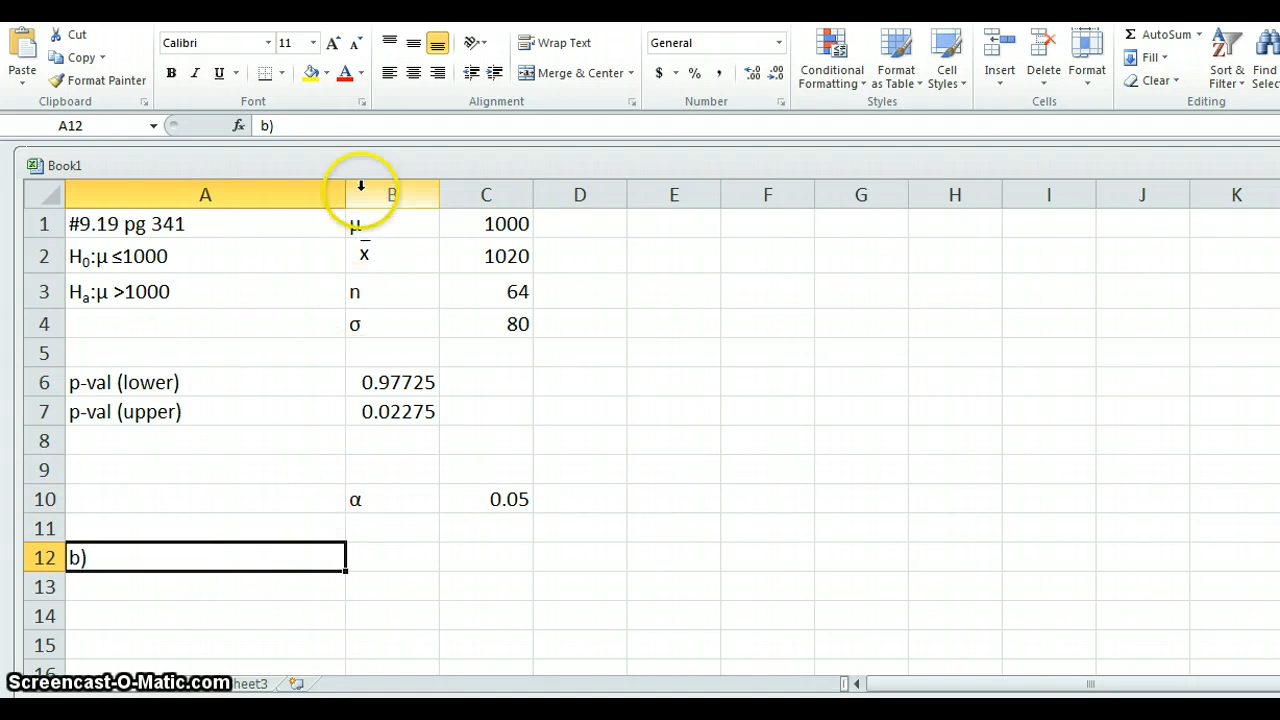 Cut
Calibri 11
General
AutoSum
Wrap Text
Copy
Fill
Paste
Format Painter
Merge & Center
$ % ,
B I U
Conditional Formatting
Format as Table
Cell Styles
Insert
Delete
Format
Clear
Sort & Filter
Find
Clipboard
Font
Alignment
Number
Styles
Cells
Editing
A12 fx b)
Book1
A B C D E F G H I J K
1 #9.19 pg 341 μ 1000
2 H0:μ ≤1000 x̄ 1020
3 Ha:μ >1000 n 64
4 σ 80
5
6 p-val (lower) 0.97725
7 p-val (upper) 0.02275
8
9
10 α 0.05
11
12 b)
13
14
15
16
Screencast-O-Matic.com